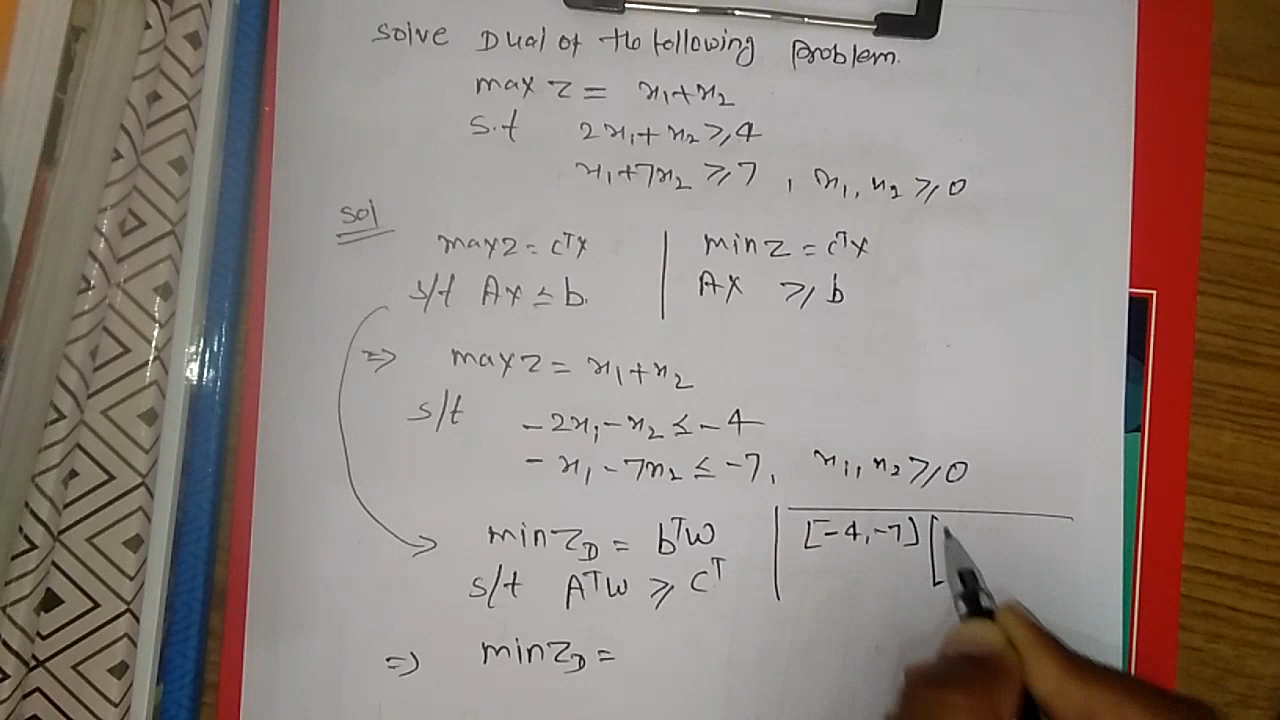 Solve Dual of the following problem.
max Z = x₁+x₂
S.t 2x₁+x₂ ≥ 4
x₁+7x₂ ≥ 7 , x₁, x₂ ≥ 0
Sol
max Z = CᵀX | min Z = CᵀX
s/t AX ≤ b. | AX ≥ b
⇒ max Z = x₁+x₂
s/t -2x₁-x₂ ≤ -4
-x₁-7x₂ ≤ -7, x₁, x₂ ≥ 0
min Z_D = bᵀW | [-4,-7] [
s/t AᵀW ≥ Cᵀ
⇒ min Z_D =